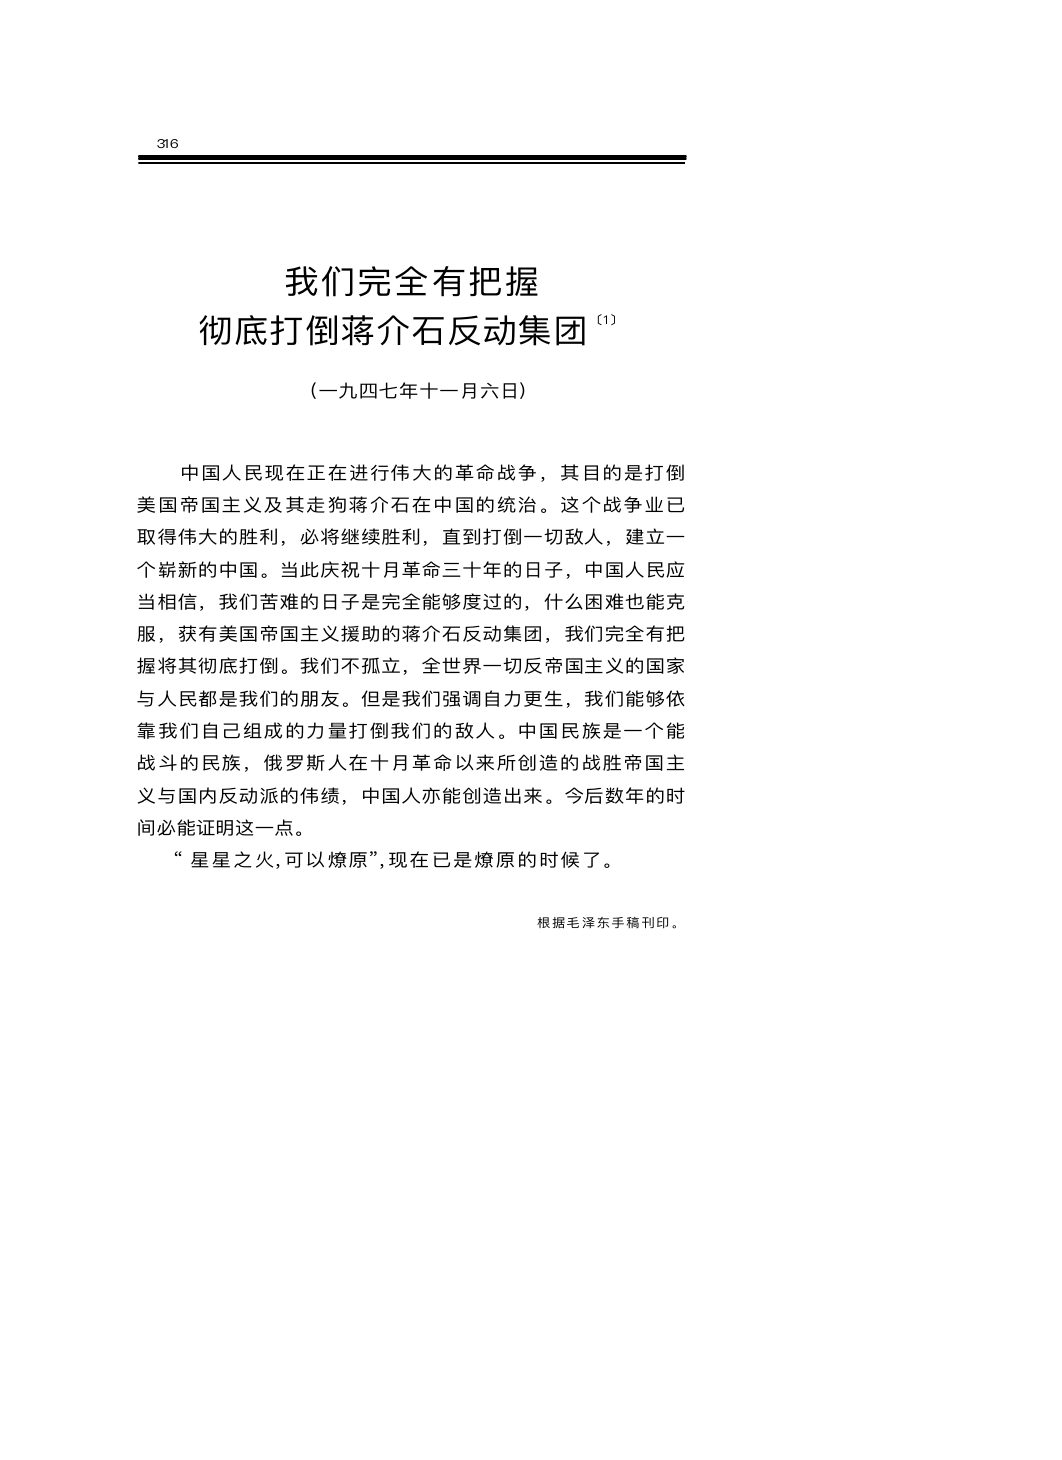 316
我们完全有把握
彻底打倒蒋介石反动集团〔1〕
（一九四七年十一月六日）
中国人民现在正在进行伟大的革命战争，其目的是打倒
美国帝国主义及其走狗蒋介石在中国的统治。这个战争业已
取得伟大的胜利，必将继续胜利，直到打倒一切敌人，建立一
个崭新的中国。当此庆祝十月革命三十年的日子，中国人民应
当相信，我们苦难的日子是完全能够度过的，什么困难也能克
服，获有美国帝国主义援助的蒋介石反动集团，我们完全有把
握将其彻底打倒。我们不孤立，全世界一切反帝国主义的国家
与人民都是我们的朋友。但是我们强调自力更生，我们能够依
靠我们自己组成的力量打倒我们的敌人。中国民族是一个能
战斗的民族，俄罗斯人在十月革命以来所创造的战胜帝国主
义与国内反动派的伟绩，中国人亦能创造出来。今后数年的时
间必能证明这一点。
“ 星星之火,可以燎原”,现在已是燎原的时候了。
根据毛泽东手稿刊印。